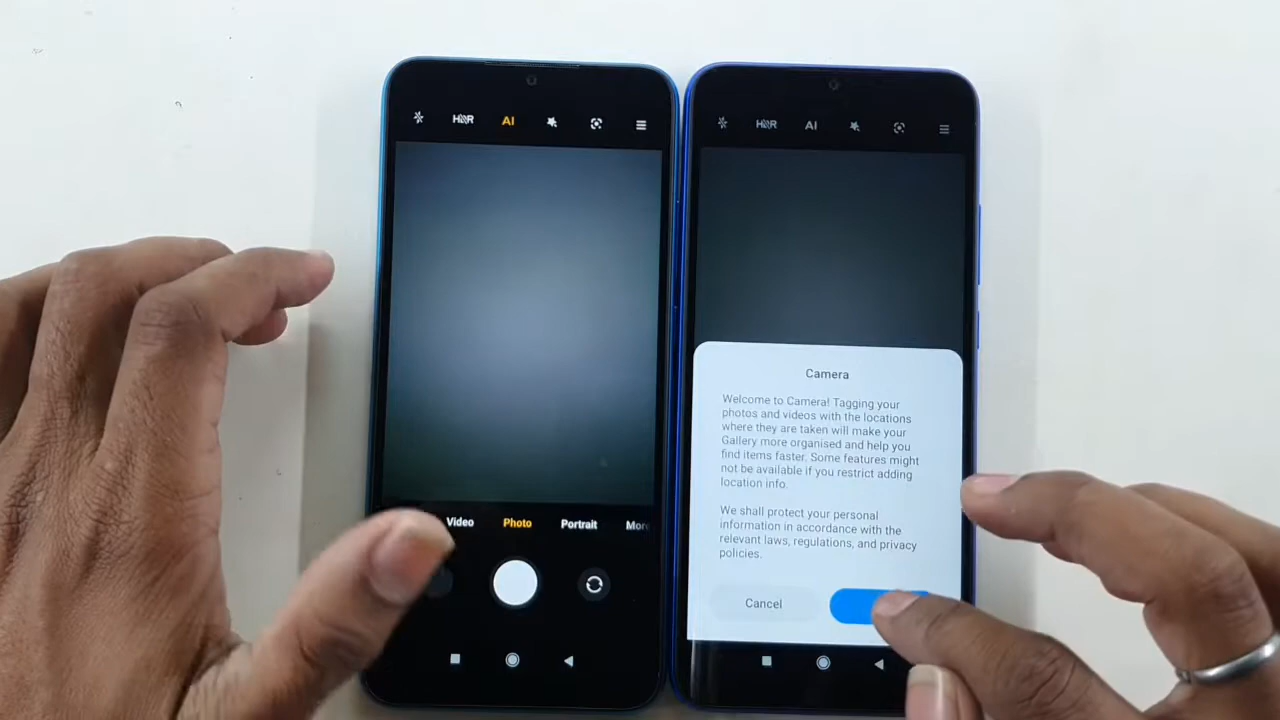 HDR AI
Video Photo Portrait Mor
HDR AI
Camera
Welcome to Camera! Tagging your
photos and videos with the locations
where they are taken will make your
Gallery more organised and help you
find items faster. Some features might
not be available if you restrict adding
location info.
We shall protect your personal
information in accordance with the
relevant laws, regulations, and privacy
policies.
Cancel